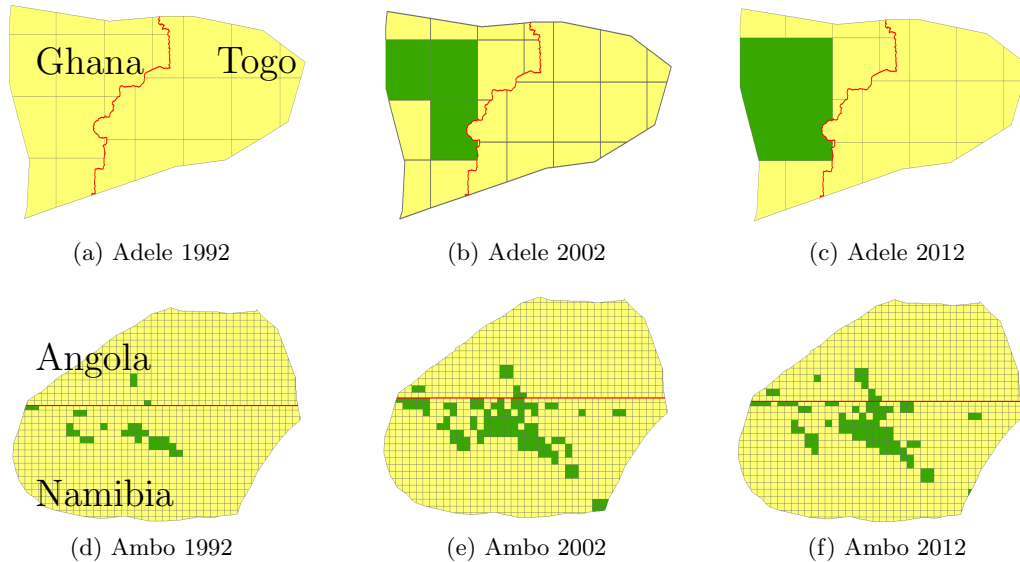 Ghana Togo
(a) Adele 1992
(b) Adele 2002
(c) Adele 2012
Angola
Namibia
(d) Ambo 1992
(e) Ambo 2002
(f) Ambo 2012